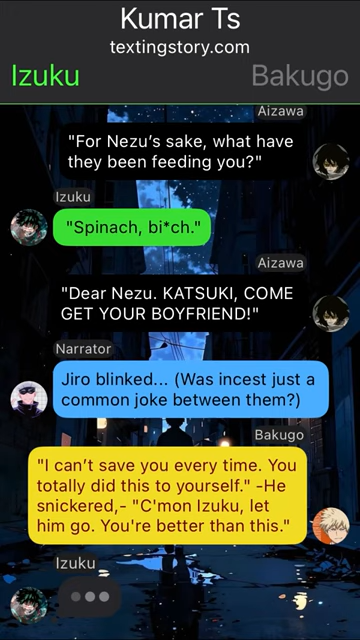 Kumar Ts
textingstory.com
Izuku
Bakugo
Aizawa
"For Nezu's sake, what have
they been feeding you?"
Izuku
"Spinach, bi*ch."
Aizawa
"Dear Nezu. KATSUKI, COME
GET YOUR BOYFRIEND!"
Narrator
Jiro blinked... (Was incest just a
common joke between them?)
Bakugo
"I can't save you every time. You
totally did this to yourself." -He
snickered,- "C'mon Izuku, let
him go. You're better than this."
Izuku